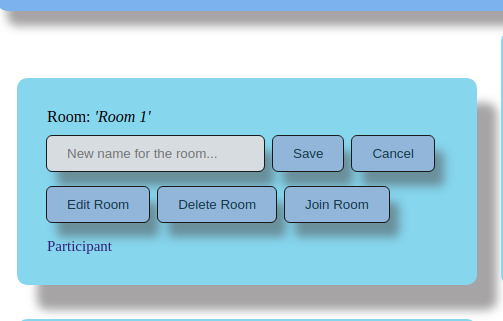 Room: 'Room 1'
New name for the room... Save Cancel
Edit Room Delete Room Join Room
Participant